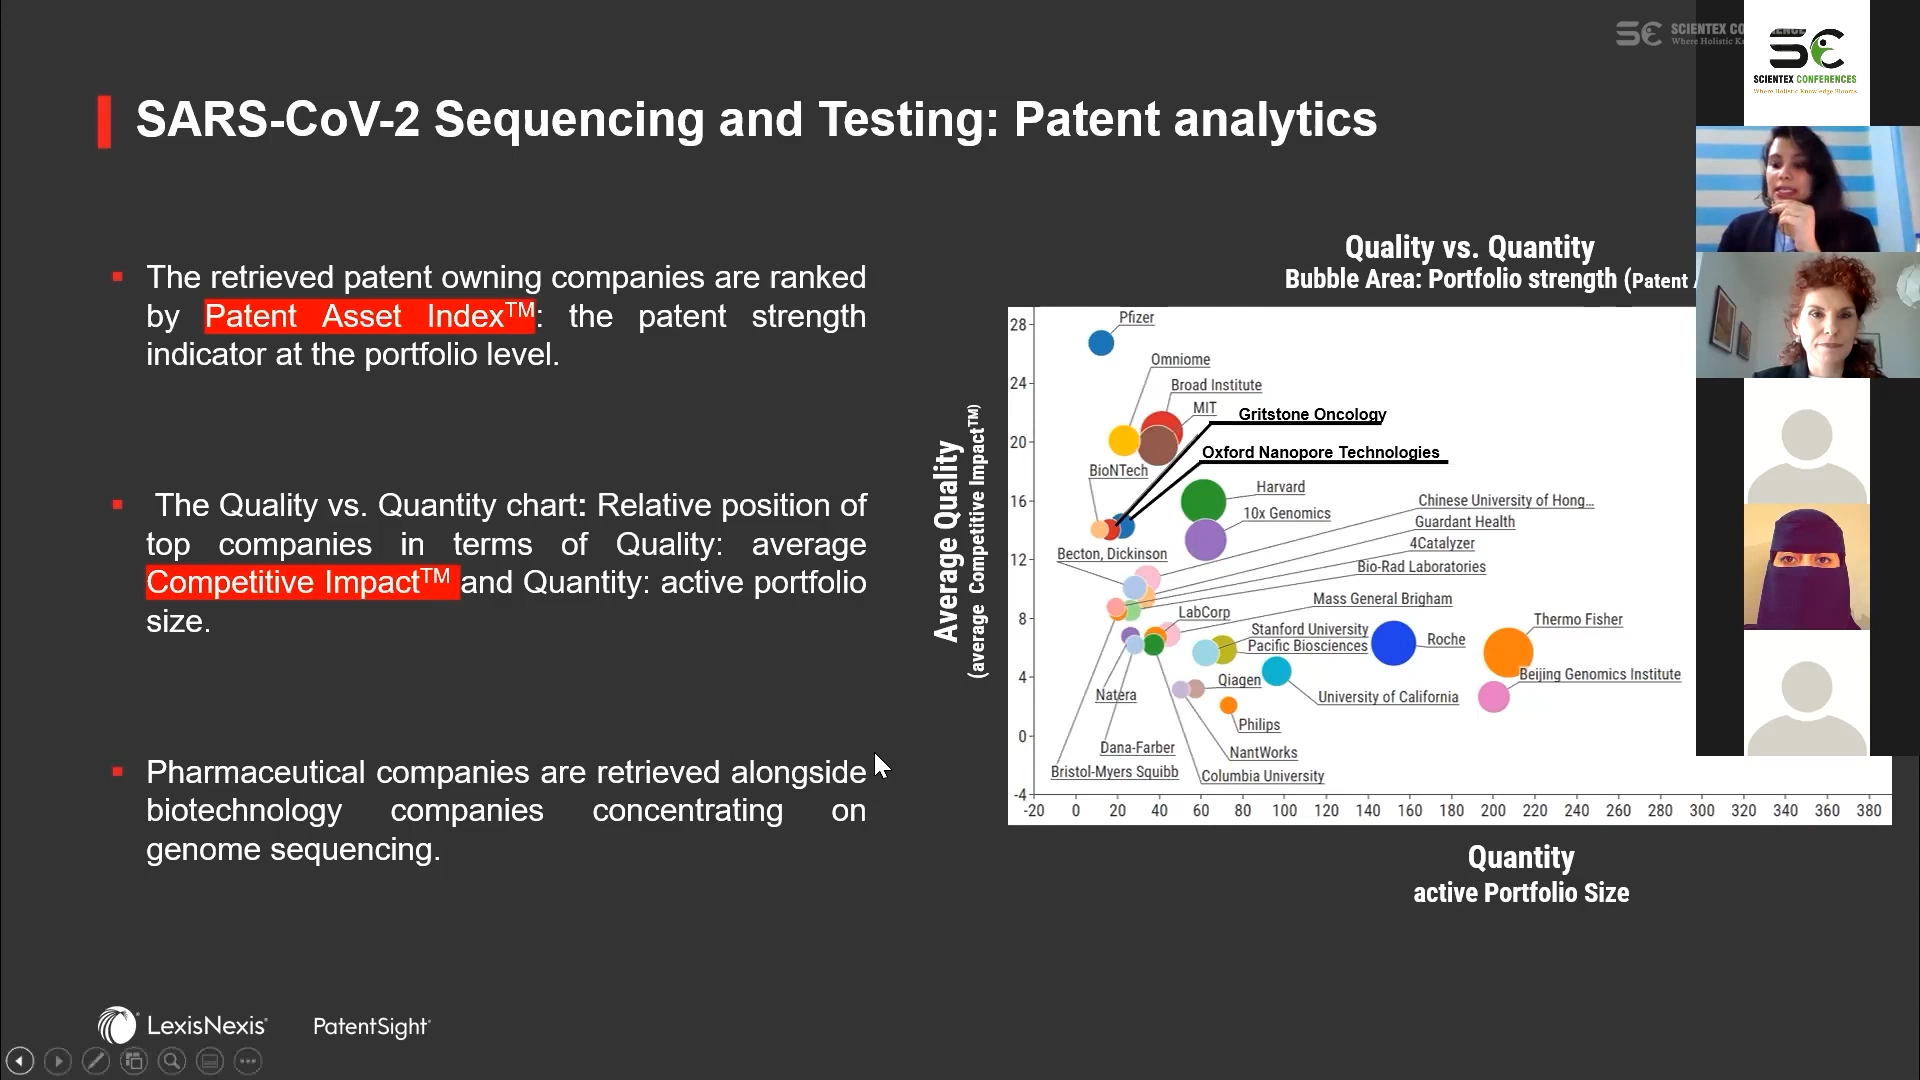 SCIENTEX CO
Where Holistic K
SC
SCIENTEX CONFERENCES
Where Holistic Knowledge Blooms
SARS-CoV-2 Sequencing and Testing: Patent analytics
▪ The retrieved patent owning companies are ranked
by Patent Asset Index™: the patent strength
indicator at the portfolio level.
▪ The Quality vs. Quantity chart: Relative position of
top companies in terms of Quality: average
Competitive Impact™ and Quantity: active portfolio
size.
▪ Pharmaceutical companies are retrieved alongside
biotechnology companies concentrating on
genome sequencing.
Quality vs. Quantity
Bubble Area: Portfolio strength (Patent
Average Quality
(average Competitive Impact™)
28
24
20
16
12
8
4
0
-4
Pfizer
Omniome
Broad Institute
MIT
Gritstone Oncology
Oxford Nanopore Technologies
BioNTech
Harvard
Chinese University of Hong...
10x Genomics
Guardant Health
4Catalyzer
Becton, Dickinson
Bio-Rad Laboratories
Mass General Brigham
LabCorp
Thermo Fisher
Stanford University
Roche
Pacific Biosciences
Beijing Genomics Institute
Qiagen
Natera
University of California
Philips
Dana-Farber
NantWorks
Bristol-Myers Squibb
Columbia University
-20 0 20 40 60 80 100 120 140 160 180 200 220 240 260 280 300 320 340 360 380
Quantity
active Portfolio Size
LexisNexis®
PatentSight®